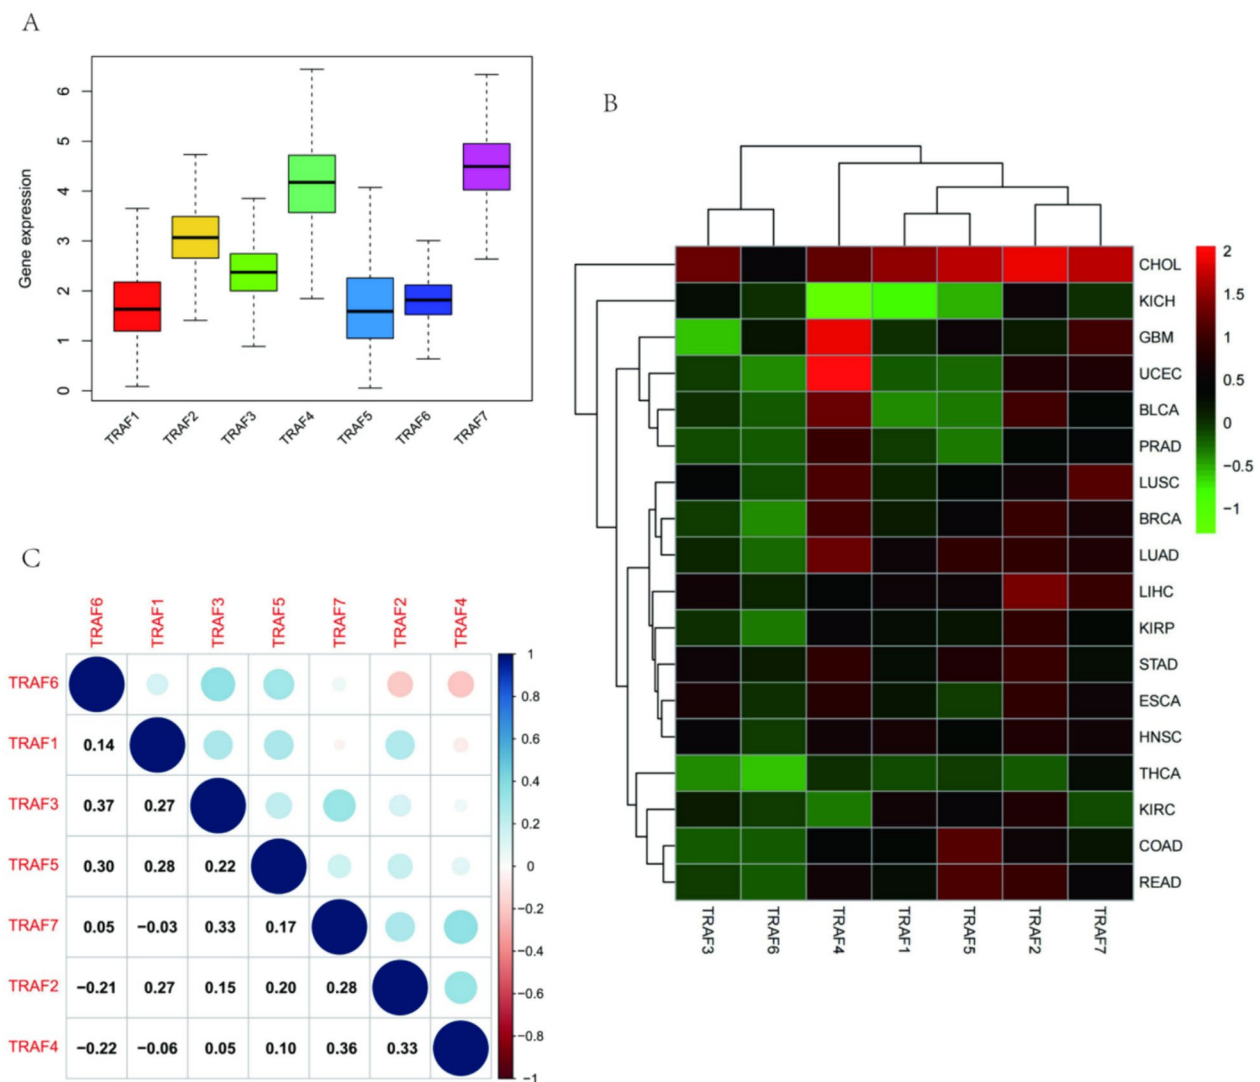 A
Gene expression
6
5
4
3
2
1
0
TRAF1
TRAF2
TRAF3
TRAF4
TRAF5
TRAF6
TRAF7
B
CHOL
KICH
GBM
UCEC
BLCA
PRAD
LUSC
BRCA
LUAD
LIHC
KIRP
STAD
ESCA
HNSC
THCA
KIRC
COAD
READ
2
1.5
1
0.5
0
−0.5
−1
TRAF3
TRAF6
TRAF4
TRAF1
TRAF5
TRAF2
TRAF7
C
TRAF6
TRAF1
TRAF3
TRAF5
TRAF7
TRAF2
TRAF4
TRAF6
TRAF1 0.14
TRAF3 0.37 0.27
TRAF5 0.30 0.28 0.22
TRAF7 0.05 −0.03 0.33 0.17
TRAF2 −0.21 0.27 0.15 0.20 0.28
TRAF4 −0.22 −0.06 0.05 0.10 0.36 0.33
1
0.8
0.6
0.4
0.2
0
−0.2
−0.4
−0.6
−0.8
−1